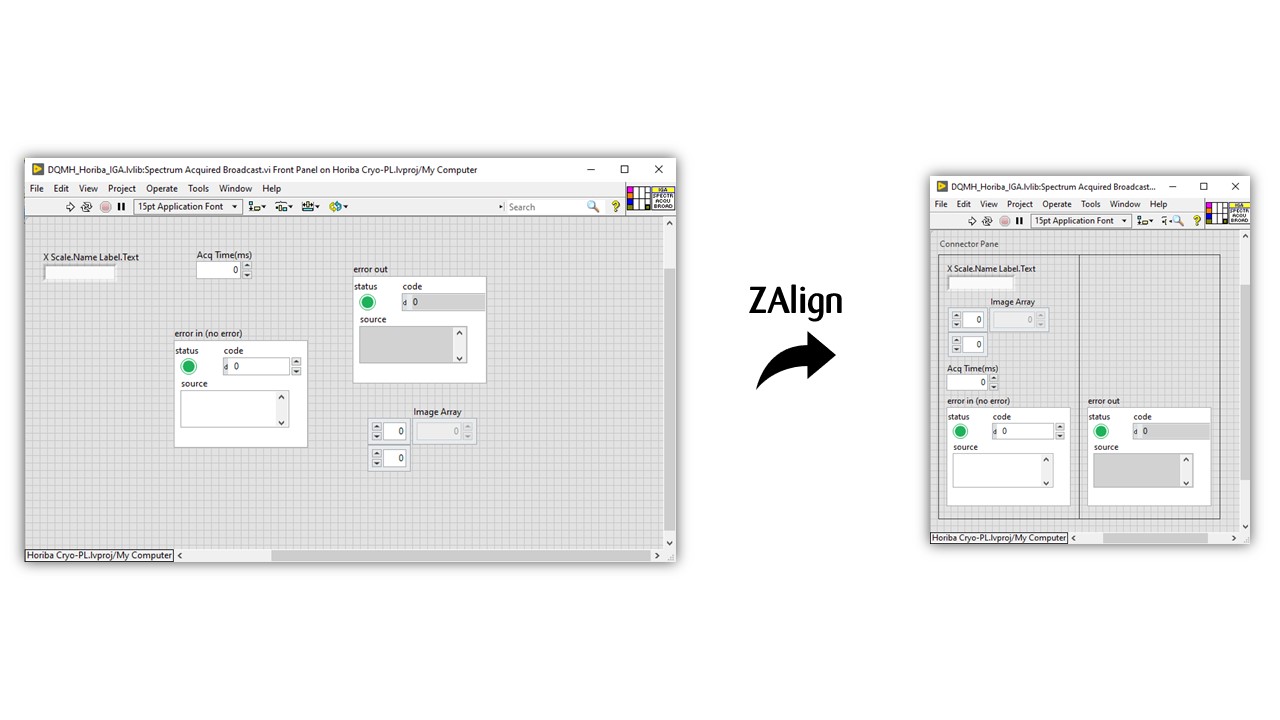 DQMH_Horiba_IGA.lvlib:Spectrum Acquired Broadcast.vi Front Panel on Horiba Cryo-PL.lvproj/My Computer
File Edit View Project Operate Tools Window Help
15pt Application Font
Search
?
IGA
SPECTR
ACQU
BROAD
X Scale.Name Label.Text
Acq Time(ms)
0
error out
status code
d 0
source
error in (no error)
status code
d 0
source
Image Array
0 0
0
Horiba Cryo-PL.lvproj/My Computer
ZAlign
DQMH_Horiba_IGA.lvlib:Spectrum Acquired Broadcast...
File Edit View Project Operate Tools Window Help
15pt Application Font
?
IGA
SPECTR
ACQU
BROAD
Connector Pane
X Scale.Name Label.Text
Image Array
0 0
0
Acq Time(ms)
0
error in (no error)
status code
d 0
source
error out
status code
d 0
source
Horiba Cryo-PL.lvproj/My Computer